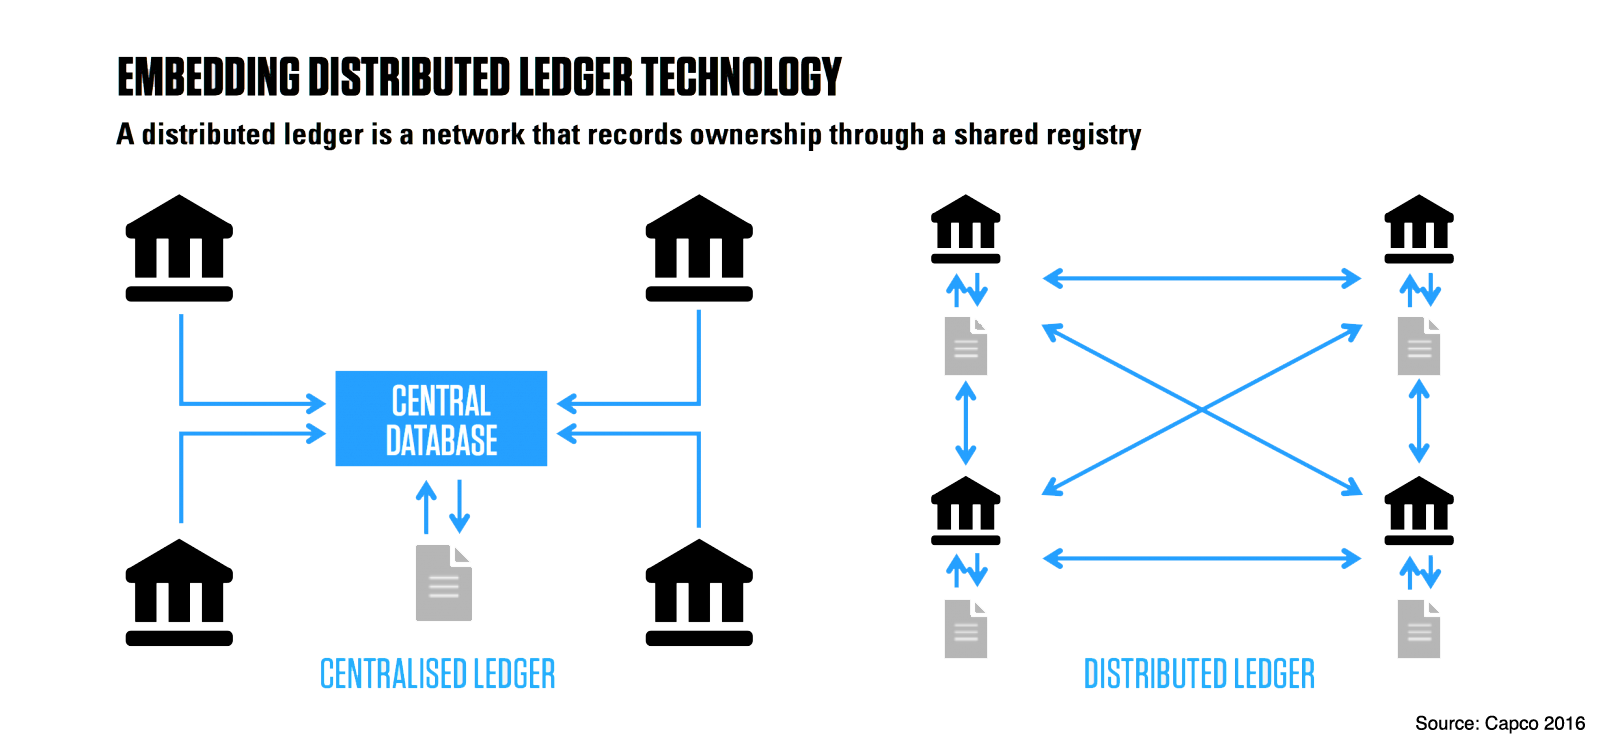 EMBEDDING DISTRIBUTED LEDGER TECHNOLOGY
A distributed ledger is a network that records ownership through a shared registry
CENTRAL
DATABASE
CENTRALISED LEDGER
DISTRIBUTED LEDGER
Source: Capco 2016